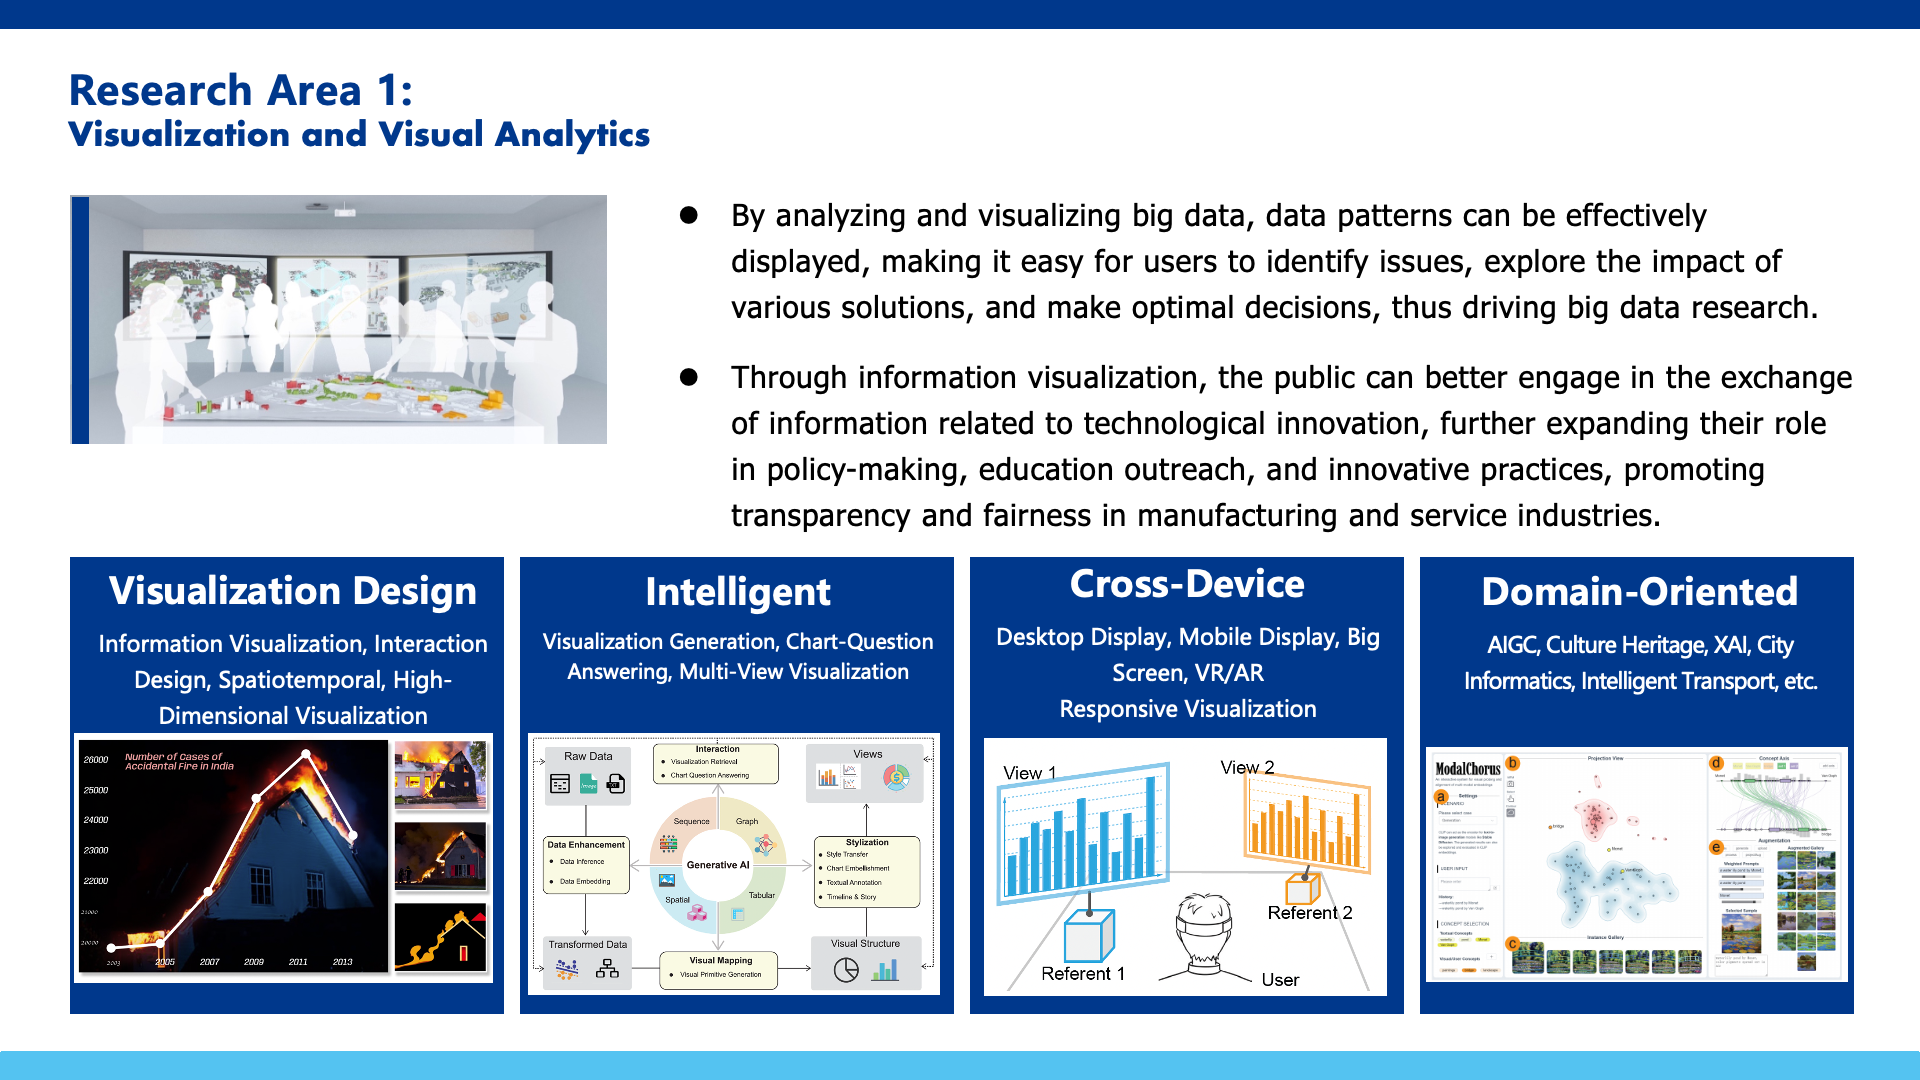 Research Area 1:
Visualization and Visual Analytics
● By analyzing and visualizing big data, data patterns can be effectively
displayed, making it easy for users to identify issues, explore the impact of
various solutions, and make optimal decisions, thus driving big data research.
● Through information visualization, the public can better engage in the exchange
of information related to technological innovation, further expanding their role
in policy-making, education outreach, and innovative practices, promoting
transparency and fairness in manufacturing and service industries.
Visualization Design
Information Visualization, Interaction
Design, Spatiotemporal, High-
Dimensional Visualization
Number of Cases of
Accidental Fire in India
26000
25000
24000
23000
22000
21000
2003
2005
2007
2009
2011
2013
Intelligent
Visualization Generation, Chart-Question
Answering, Multi-View Visualization
Raw Data
Interaction
● Visualization Retrieval
● Chart Question Answering
Views
Sequence
Graph
Data Enhancement
● Data Inference
● Data Embedding
Generative AI
Stylization
● Style Transfer
● Chart Embellishment
● Textual Annotation
● Timeline & Story
Spatial
Tabular
Transformed Data
Visual Mapping
● Visual Primitive Generation
Visual Structure
Cross-Device
Desktop Display, Mobile Display, Big
Screen, VR/AR
Responsive Visualization
View 1
View 2
Referent 1
Referent 2
User
Domain-Oriented
AIGC, Culture Heritage, XAI, City
Informatics, Intelligent Transport, etc.
ModalChorus
a
Settings
USER INPUT
CONCEPT SELECTION
b
Projection View
c
Instance Gallery
d
Concept Axis
e
Augmentation
Weighted Prompts
Augmented Gallery
Selected Sample